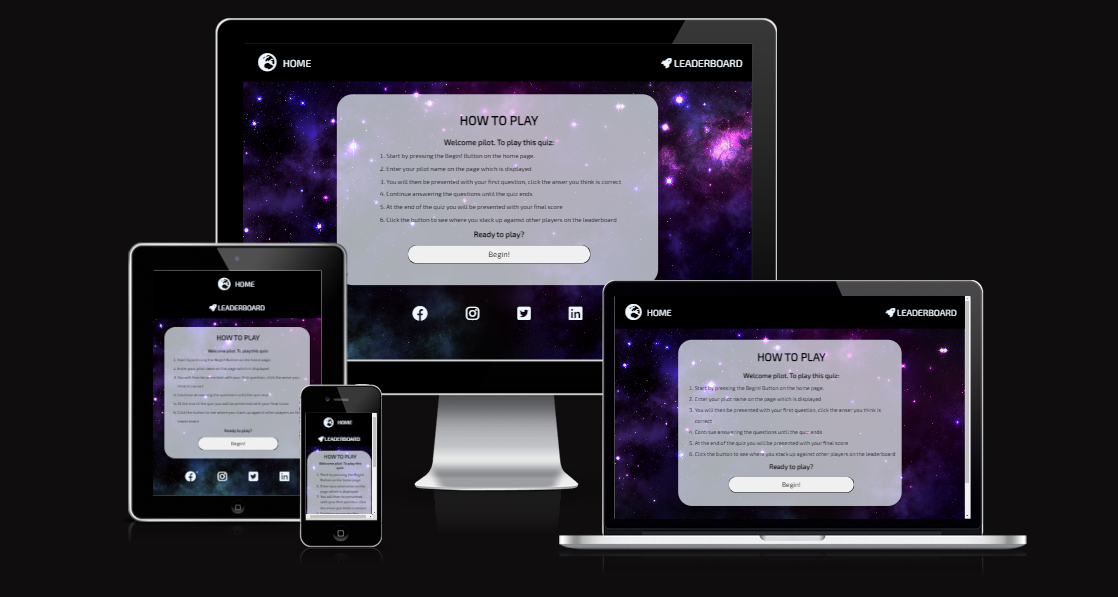 HOME
LEADERBOARD
HOW TO PLAY
Welcome pilot. To play this quiz:
1. Start by pressing the Begin! Button on the home page.
2. Enter your pilot name on the page which is displayed
3. You will then be presented with your first question, click the anser you think is correct
4. Continue answering the questions until the quiz ends
5. At the end of the quiz you will be presented with your final score
6. Click the button to see where you stack up against other players on the leaderboard
Ready to play?
Begin!
HOME
LEADERBOARD
HOW TO PLAY
Welcome pilot. To play this quiz:
1. Start by pressing the Begin! Button on the home page.
2. Enter your pilot name on the page which is displayed
3. You will then be presented with your first question, click the anser you
think is correct
4. Continue answering the questions until the quiz ends
5. At the end of the quiz you will be presented with your final score
6. Click the button to see where you stack up against other players on the
leaderboard
Ready to play?
Begin!
HOME
LEADERBOARD
HOW TO PLAY
Welcome pilot. To play this
quiz:
1. Start by pressing the
Begin! Button on the
home page.
2. Enter your pilot name on the
page which is displayed
3. You will then be presented
with your first question, click
the anser you think is correct
HOME
LEADERBOARD
HOW TO PLAY
Welcome pilot. To play this quiz:
1. Start by pressing the Begin! Button on the home page.
2. Enter your pilot name on the page which is displayed
3. You will then be presented with your first question, click the anser you think is
correct
4. Continue answering the questions until the quiz ends
5. At the end of the quiz you will be presented with your final score
6. Click the button to see where you stack up against other players on the leaderboard
Ready to play?
Begin!